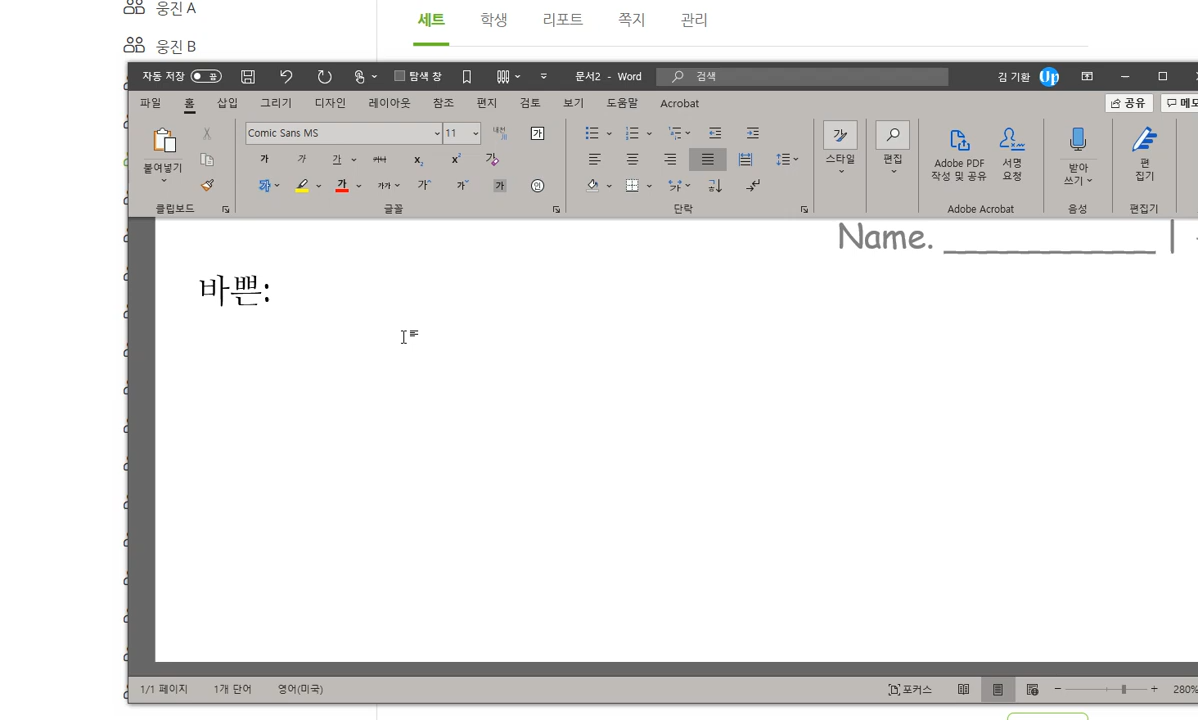 웅진 A
웅진 B
세트 학생 리포트 쪽지 관리
자동 저장 끔 탐색 창 문서2 - Word 검색 김 기환 Up
파일 홈 삽입 그리기 디자인 레이아웃 참조 편지 검토 보기 도움말 Acrobat 공유 메모
Comic Sans MS 11
붙여넣기
스타일 편집 Adobe PDF 작성 및 공유 서명 요청 받아쓰기 편집기
클립보드 글꼴 단락 Adobe Acrobat 음성 편집기
Name. _____________ |
바쁜:
1/1 페이지 1개 단어 영어(미국) 포커스 280%